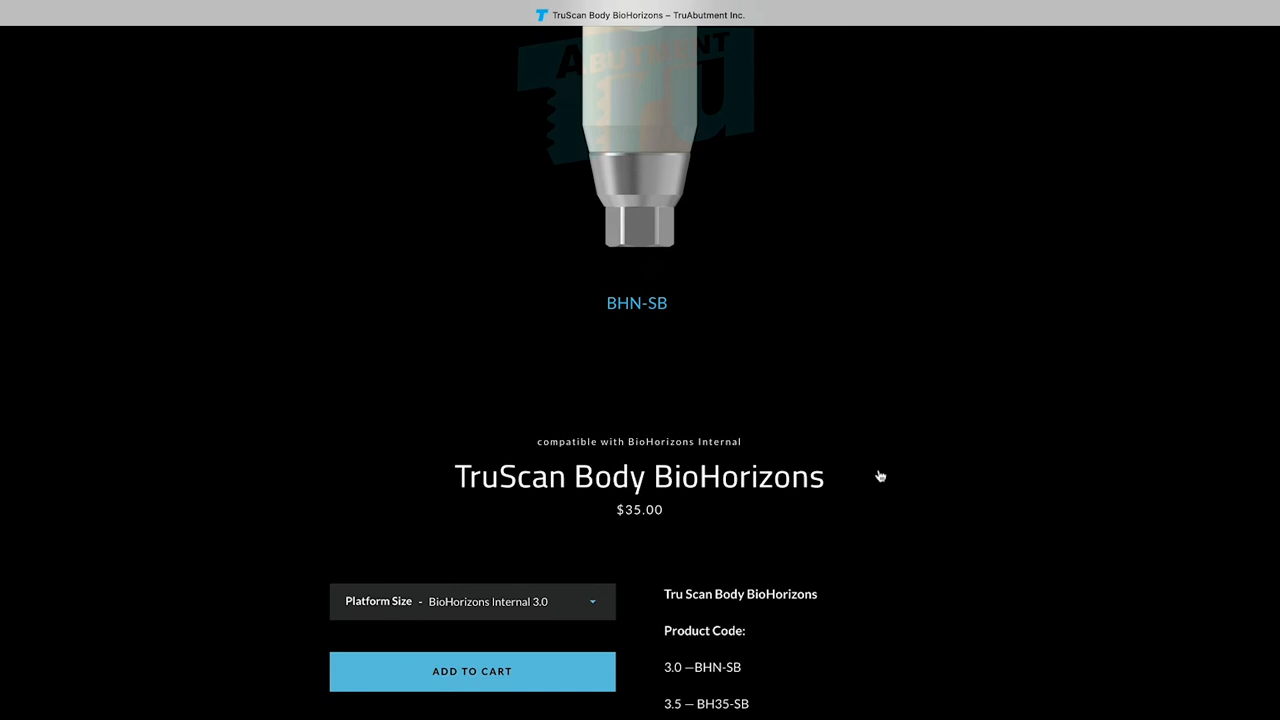 TruScan Body BioHorizons – TruAbutment Inc.
ABUTMENT
Tru
BHN-SB
compatible with BioHorizons Internal
TruScan Body BioHorizons
$35.00
Platform Size - BioHorizons Internal 3.0
ADD TO CART
Tru Scan Body BioHorizons
Product Code:
3.0 —BHN-SB
3.5 — BH35-SB